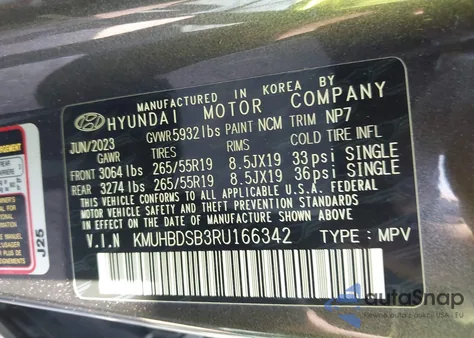 MANUFACTURED IN KOREA BY
HYUNDAI MOTOR COMPANY
JUN/2023 GVWR 5932 lbs PAINT NCM TRIM NP7
GAWR TIRES RIMS COLD TIRE INFL
FRONT 3064 lbs 265/55R19 8.5JX19 33psi SINGLE
REAR 3274 lbs 265/55R19 8.5JX19 36psi SINGLE
THIS VEHICLE CONFORMS TO ALL APPLICABLE U.S.A. FEDERAL
MOTOR VEHICLE SAFETY AND THEFT PREVENTION STANDARDS
IN EFFECT ON THE DATE OF MANUFACTURE SHOWN ABOVE.
V.I.N KMUHBDSB3RU166342 TYPE : MPV
J25
autoSnap